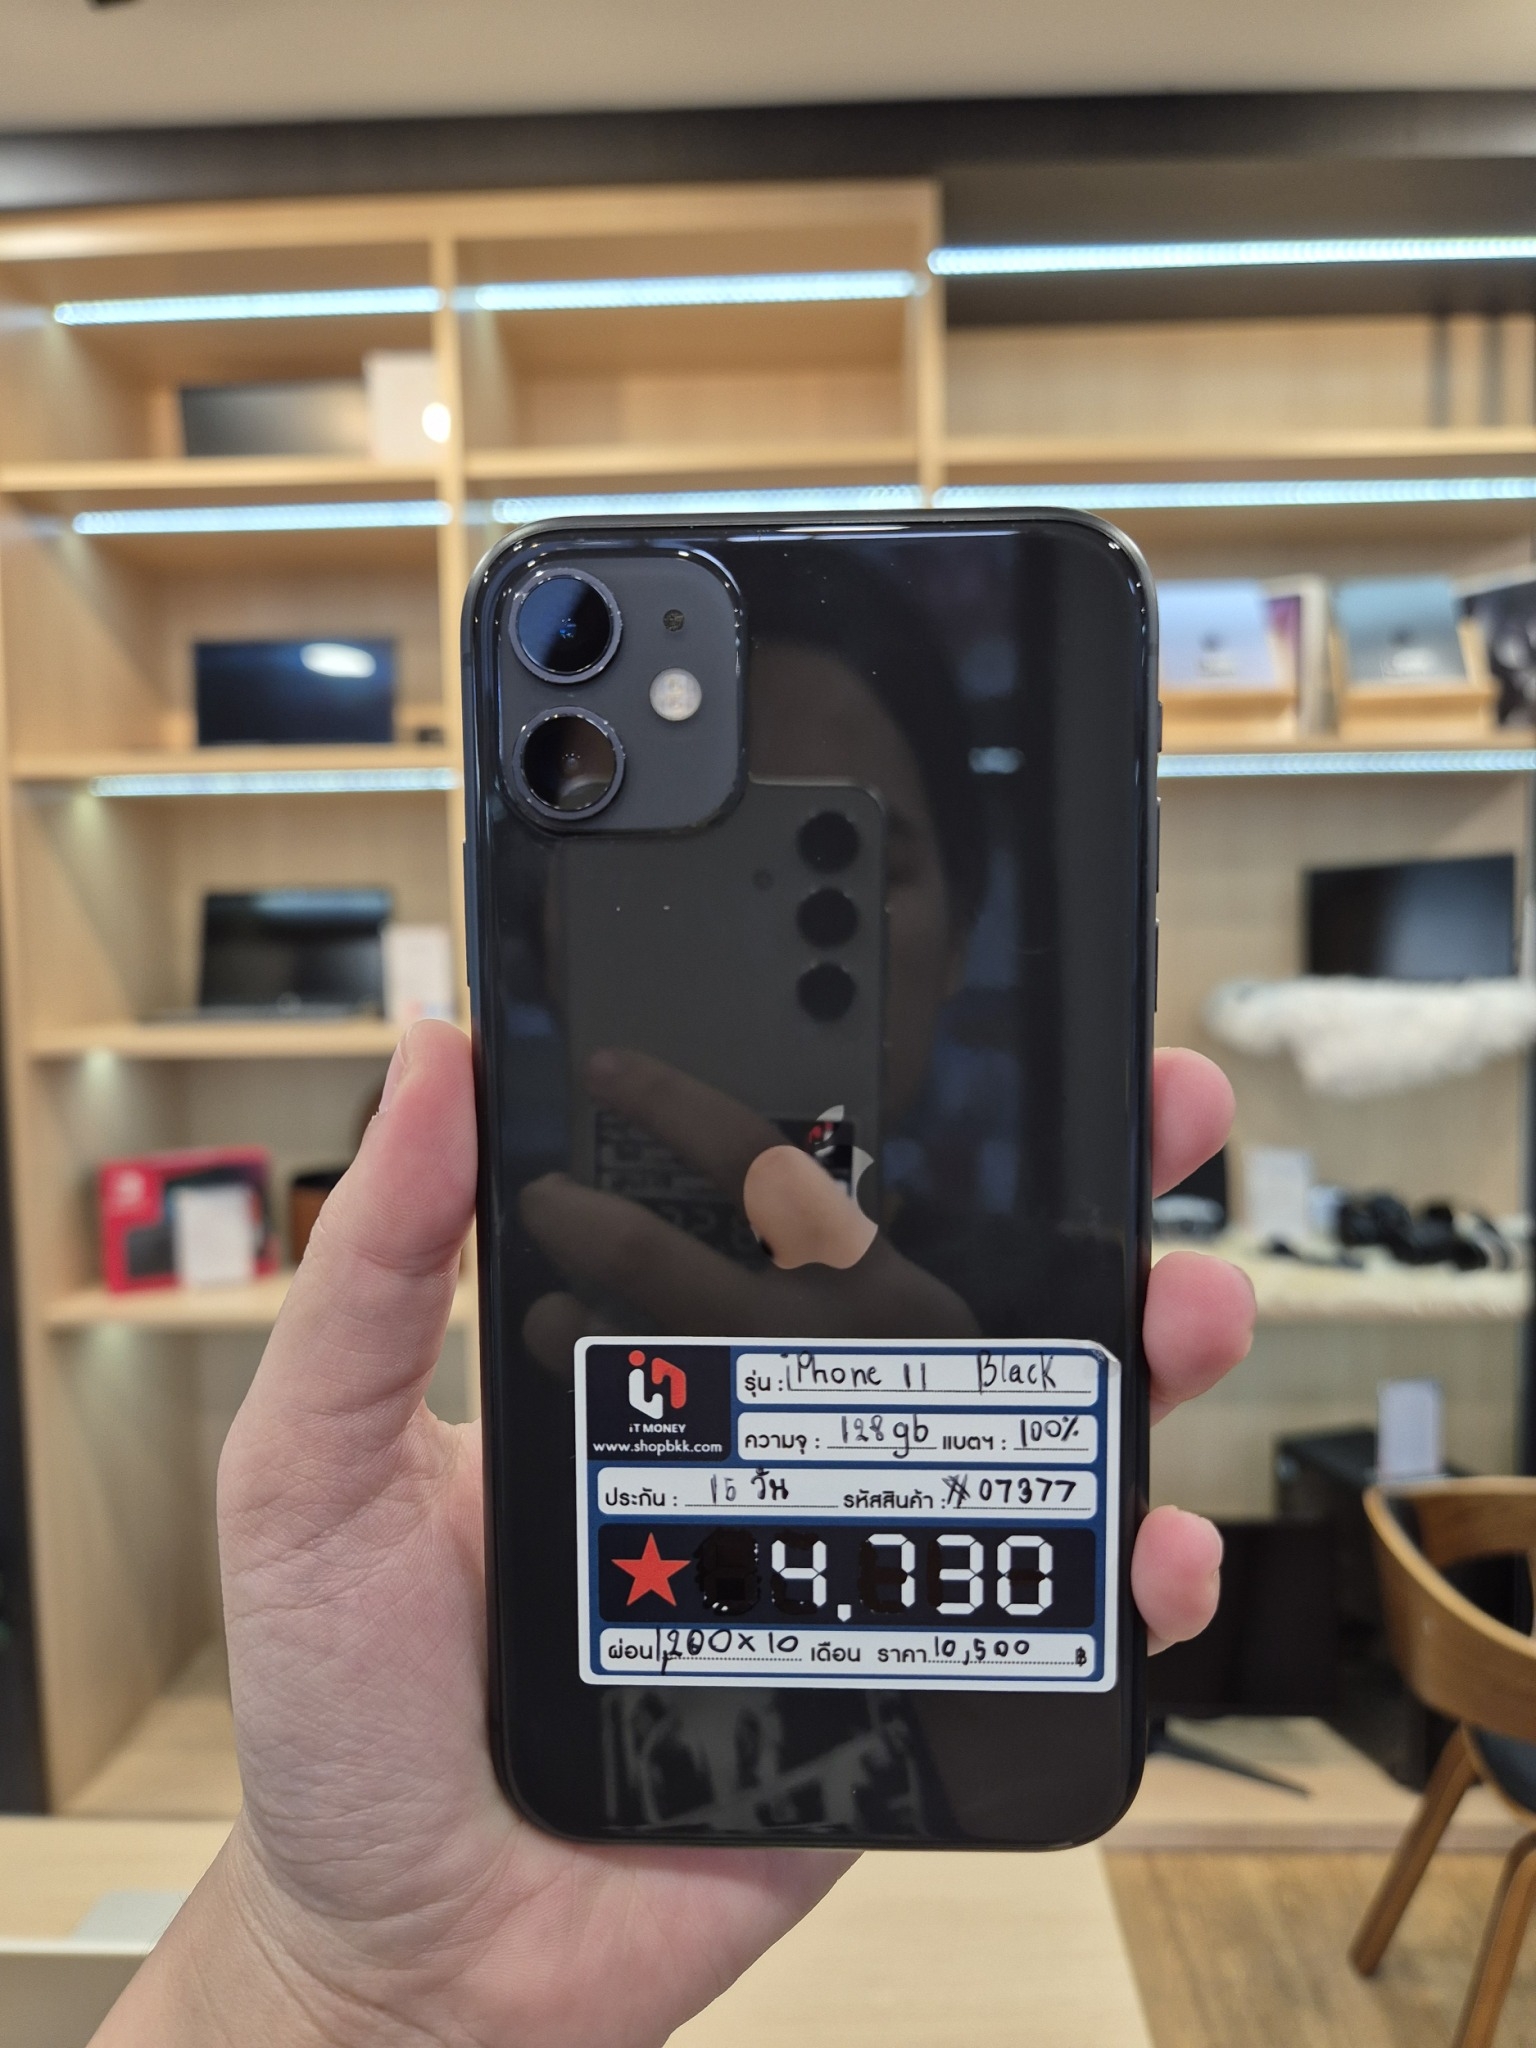 iT MONEY
www.shopbkk.com
รุ่น : iPhone 11 Black
ความจุ : 128gb แบตฯ : 100%
ประกัน : 15 วัน รหัสสินค้า : 07377
4,730
ผ่อน 1,200 x 10 เดือน ราคา 10,500 ฿